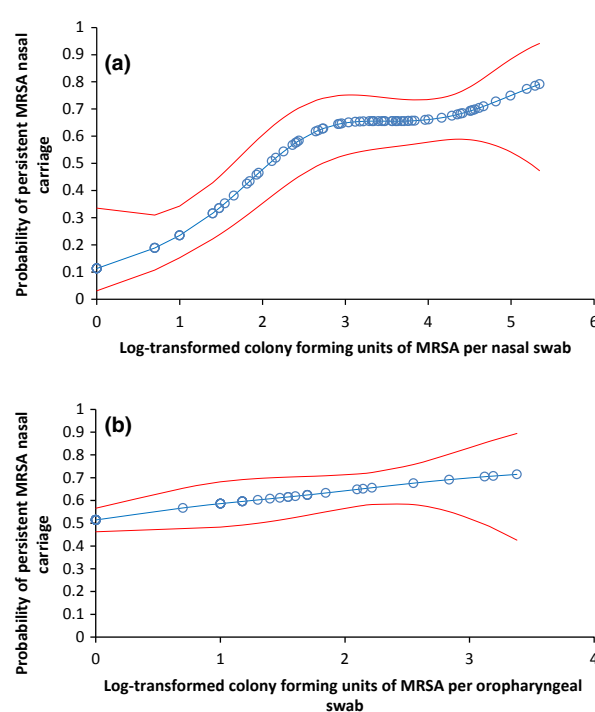 (a)
Probability of persistent MRSA nasal
carriage
1
0.9
0.8
0.7
0.6
0.5
0.4
0.3
0.2
0.1
0
0 1 2 3 4 5 6
Log-transformed colony forming units of MRSA per nasal swab
(b)
Probability of persistent MRSA nasal
carriage
1
0.9
0.8
0.7
0.6
0.5
0.4
0.3
0.2
0.1
0
0 1 2 3 4
Log-transformed colony forming units of MRSA per oropharyngeal
swab